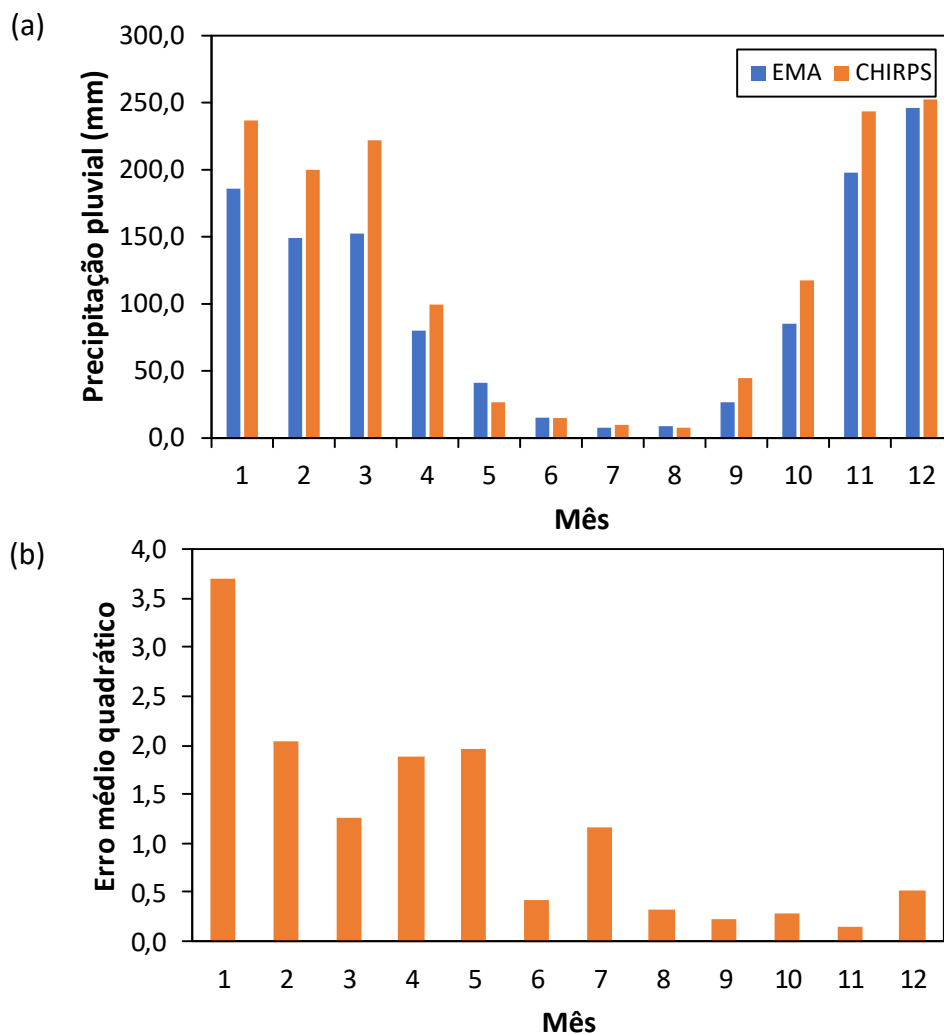 (a)
300,0
250,0
200,0
150,0
100,0
50,0
0,0
Precipitação pluvial (mm)
EMA CHIRPS
1 2 3 4 5 6 7 8 9 10 11 12
Mês
(b)
4,0
3,5
3,0
2,5
2,0
1,5
1,0
0,5
0,0
Erro médio quadrático
1 2 3 4 5 6 7 8 9 10 11 12
Mês